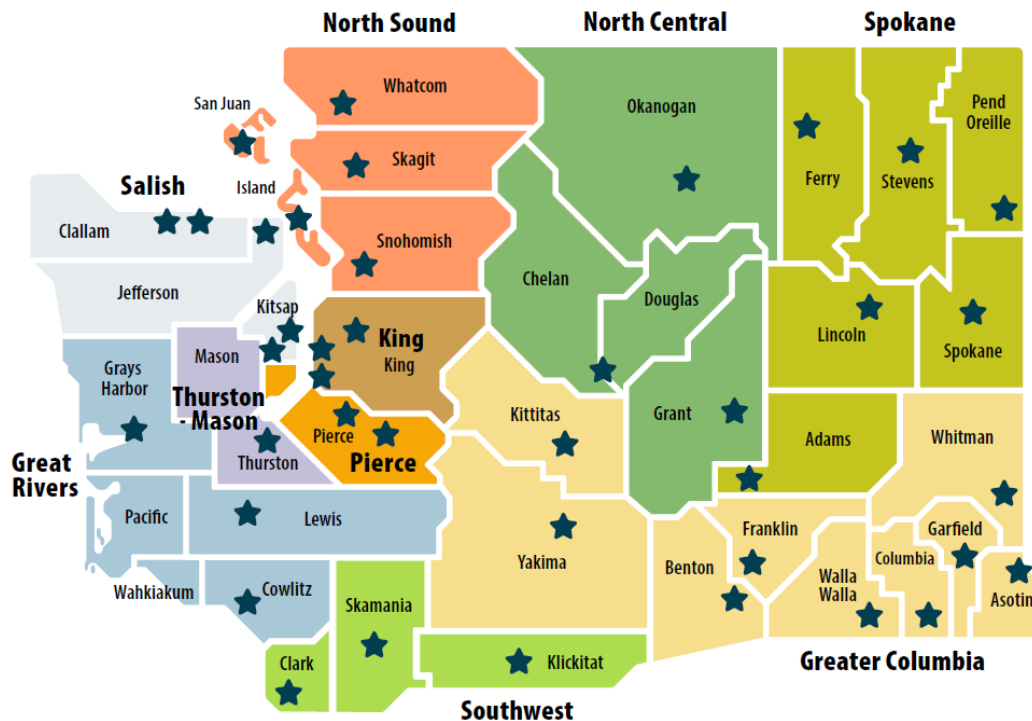 North Sound
North Central
Spokane
Whatcom
San Juan
Okanogan
Pend
Oreille
Skagit
Ferry
Stevens
Salish
Island
Clallam
Snohomish
Chelan
Jefferson
Kitsap
Douglas
Lincoln
Spokane
King
King
Mason
Grays
Harbor
Thurston
- Mason
Kittitas
Grant
Adams
Whitman
Pierce
Pierce
Thurston
Great
Rivers
Pacific
Lewis
Franklin
Garfield
Yakima
Benton
Columbia
Walla
Walla
Asotin
Wahkiakum
Cowlitz
Skamania
Clark
Klickitat
Greater Columbia
Southwest